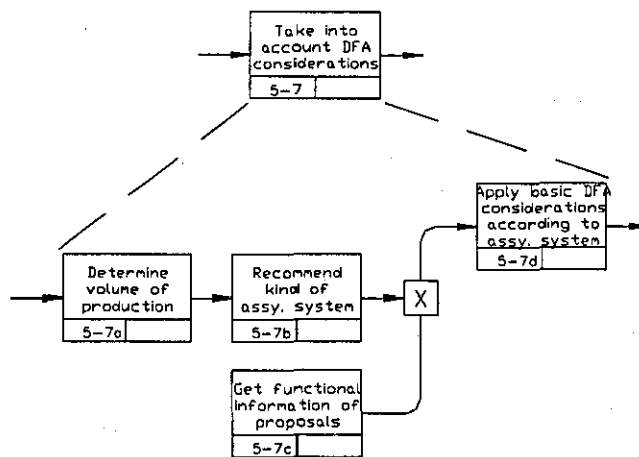 Take into
account DFA
considerations
5-7
Apply basic DFA
considerations
according to
assy. system
5-7d
Determine
volume of
production
5-7a
Recommend
kind of
assy. system
5-7b
X
Get functional
information of
proposals
5-7c